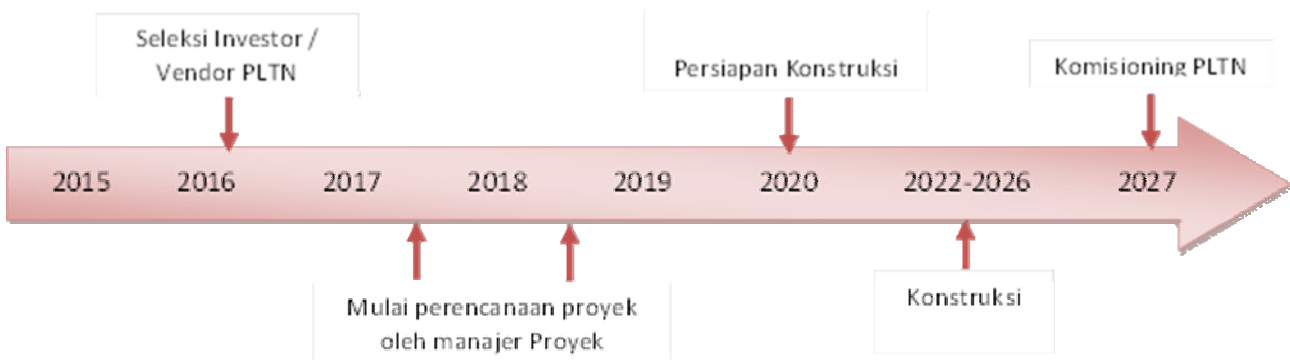 Seleksi Investor /
Vendor PLTN
Persiapan Konstruksi
Komisioning PLTN
2015 2016 2017 2018 2019 2020 2022-2026 2027
Mulai perencanaan proyek
oleh manajer Proyek
Konstruksi